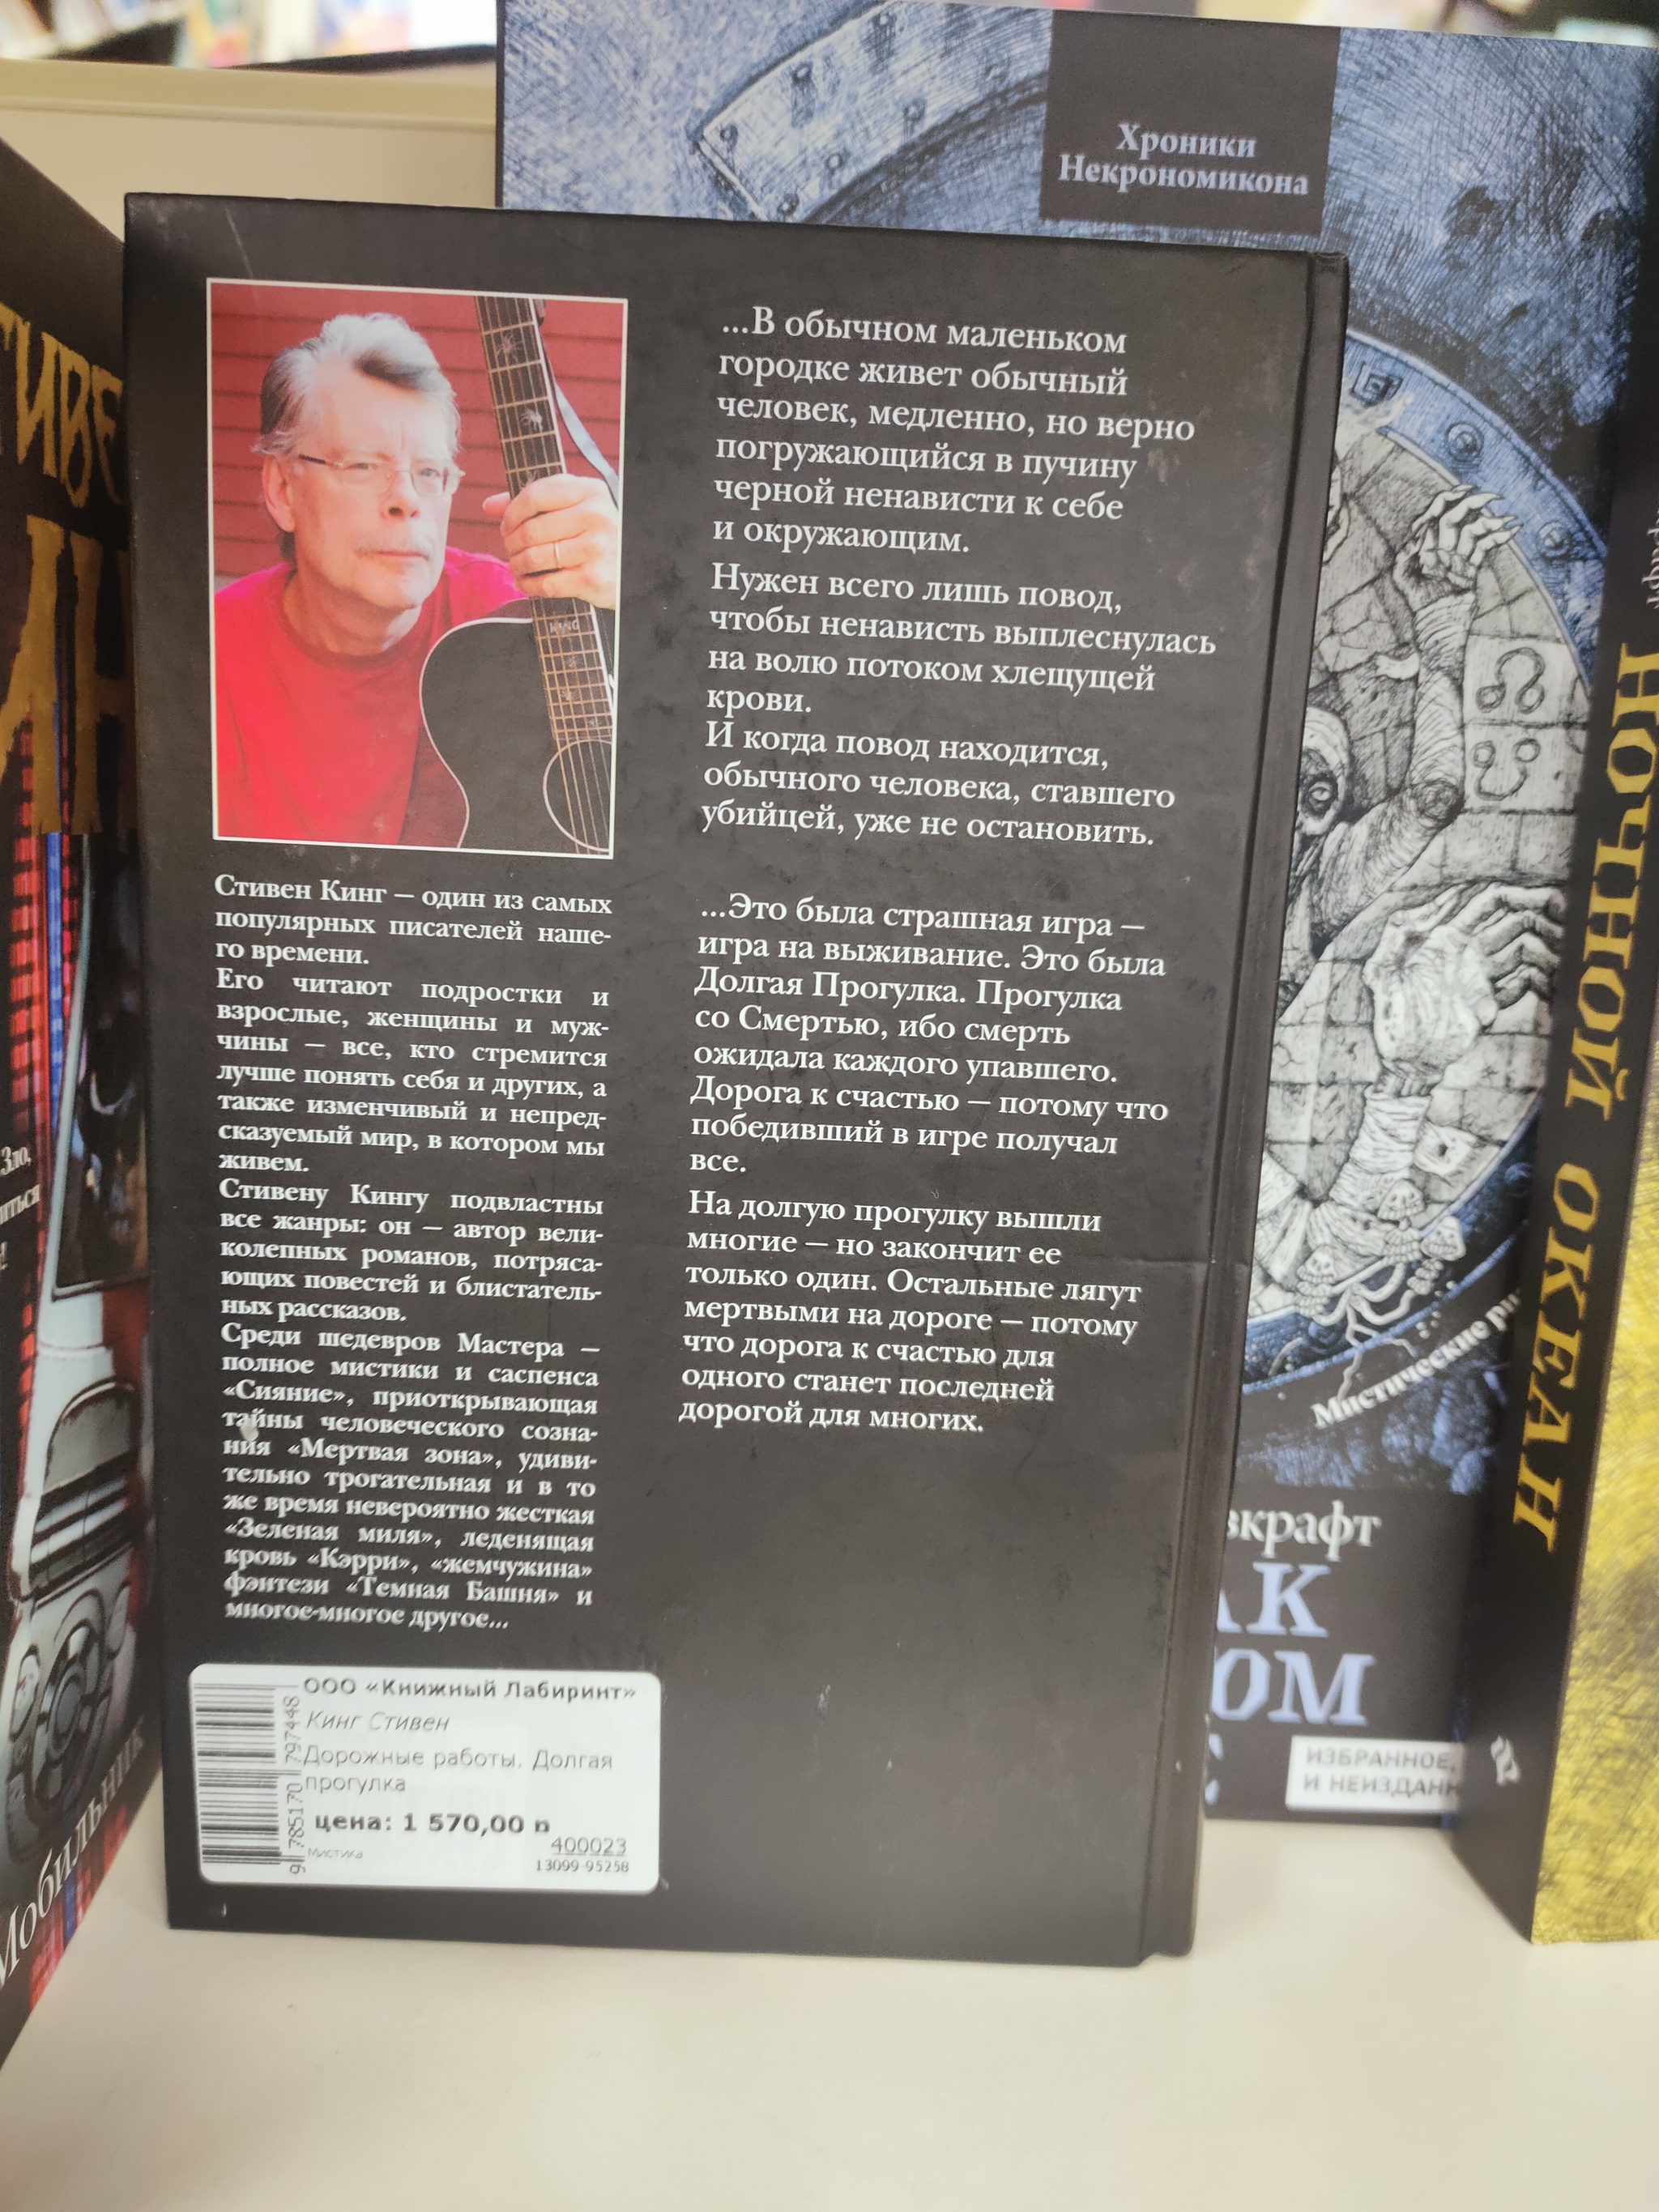 Хроники
Некрономикона
...В обычном маленьком
городке живет обычный
человек, медленно, но верно
погружающийся в пучину
черной ненависти к себе
и окружающим.
Нужен всего лишь повод,
чтобы ненависть выплеснулась
на волю потоком хлещущей
крови.
И когда повод находится,
обычного человека, ставшего
убийцей, уже не остановить.
...Это была страшная игра —
игра на выживание. Это была
Долгая Прогулка. Прогулка
со Смертью, ибо смерть
ожидала каждого упавшего.
Дорога к счастью — потому что
победивший в игре получал
все.
На долгую прогулку вышли
многие — но закончит ее
только один. Остальные лягут
мертвыми на дороге — потому
что дорога к счастью для
одного станет последней
дорогой для многих.
KING
Стивен Кинг — один из самых
популярных писателей наше-
го времени.
Его читают подростки и
взрослые, женщины и муж-
чины — все, кто стремится
лучше понять себя и других, а
также изменчивый и непред-
сказуемый мир, в котором мы
живем.
Стивену Кингу подвластны
все жанры: он — автор вели-
колепных романов, потряса-
ющих повестей и блистатель-
ных рассказов.
Среди шедевров Мастера —
полное мистики и саспенса
«Сияние», приоткрывающая
тайны человеческого созна-
ния «Мертвая зона», удиви-
тельно трогательная и в то
же время невероятно жесткая
«Зеленая миля», леденящая
кровь «Кэрри», «жемчужина»
фэнтези «Темная Башня» и
многое-многое другое...
ООО «Книжный Лабиринт»
Кинг Стивен
Дорожные работы. Долгая
прогулка
цена: 1 570,00 р
Мистика
400023
13099-95258
9 785170 797448
Мобильник
Зло,
Мистические
вкрафт
АК
ОМ
ИЗБРАННОЕ,
И НЕИЗДАНН
НОЧНОЙ ОКЕАН